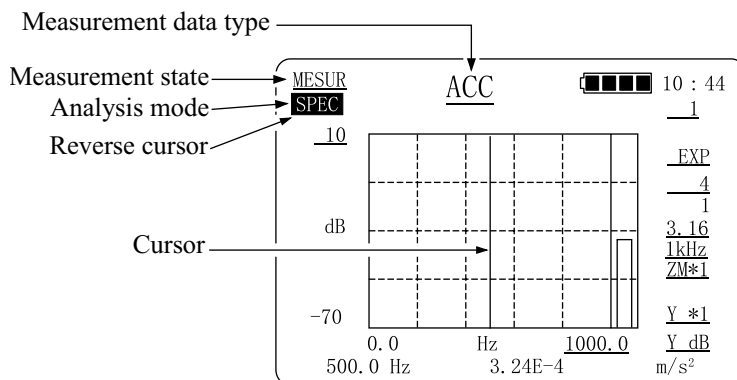 Measurement data type
Measurement state
MESUR
ACC
10 : 44
Analysis mode
SPEC
1
Reverse cursor
10
EXP
4
1
dB
3.16
Cursor
1kHz
ZM*1
-70
Y *1
0.0 Hz 1000.0
Y dB
500.0 Hz 3.24E-4 m/s²